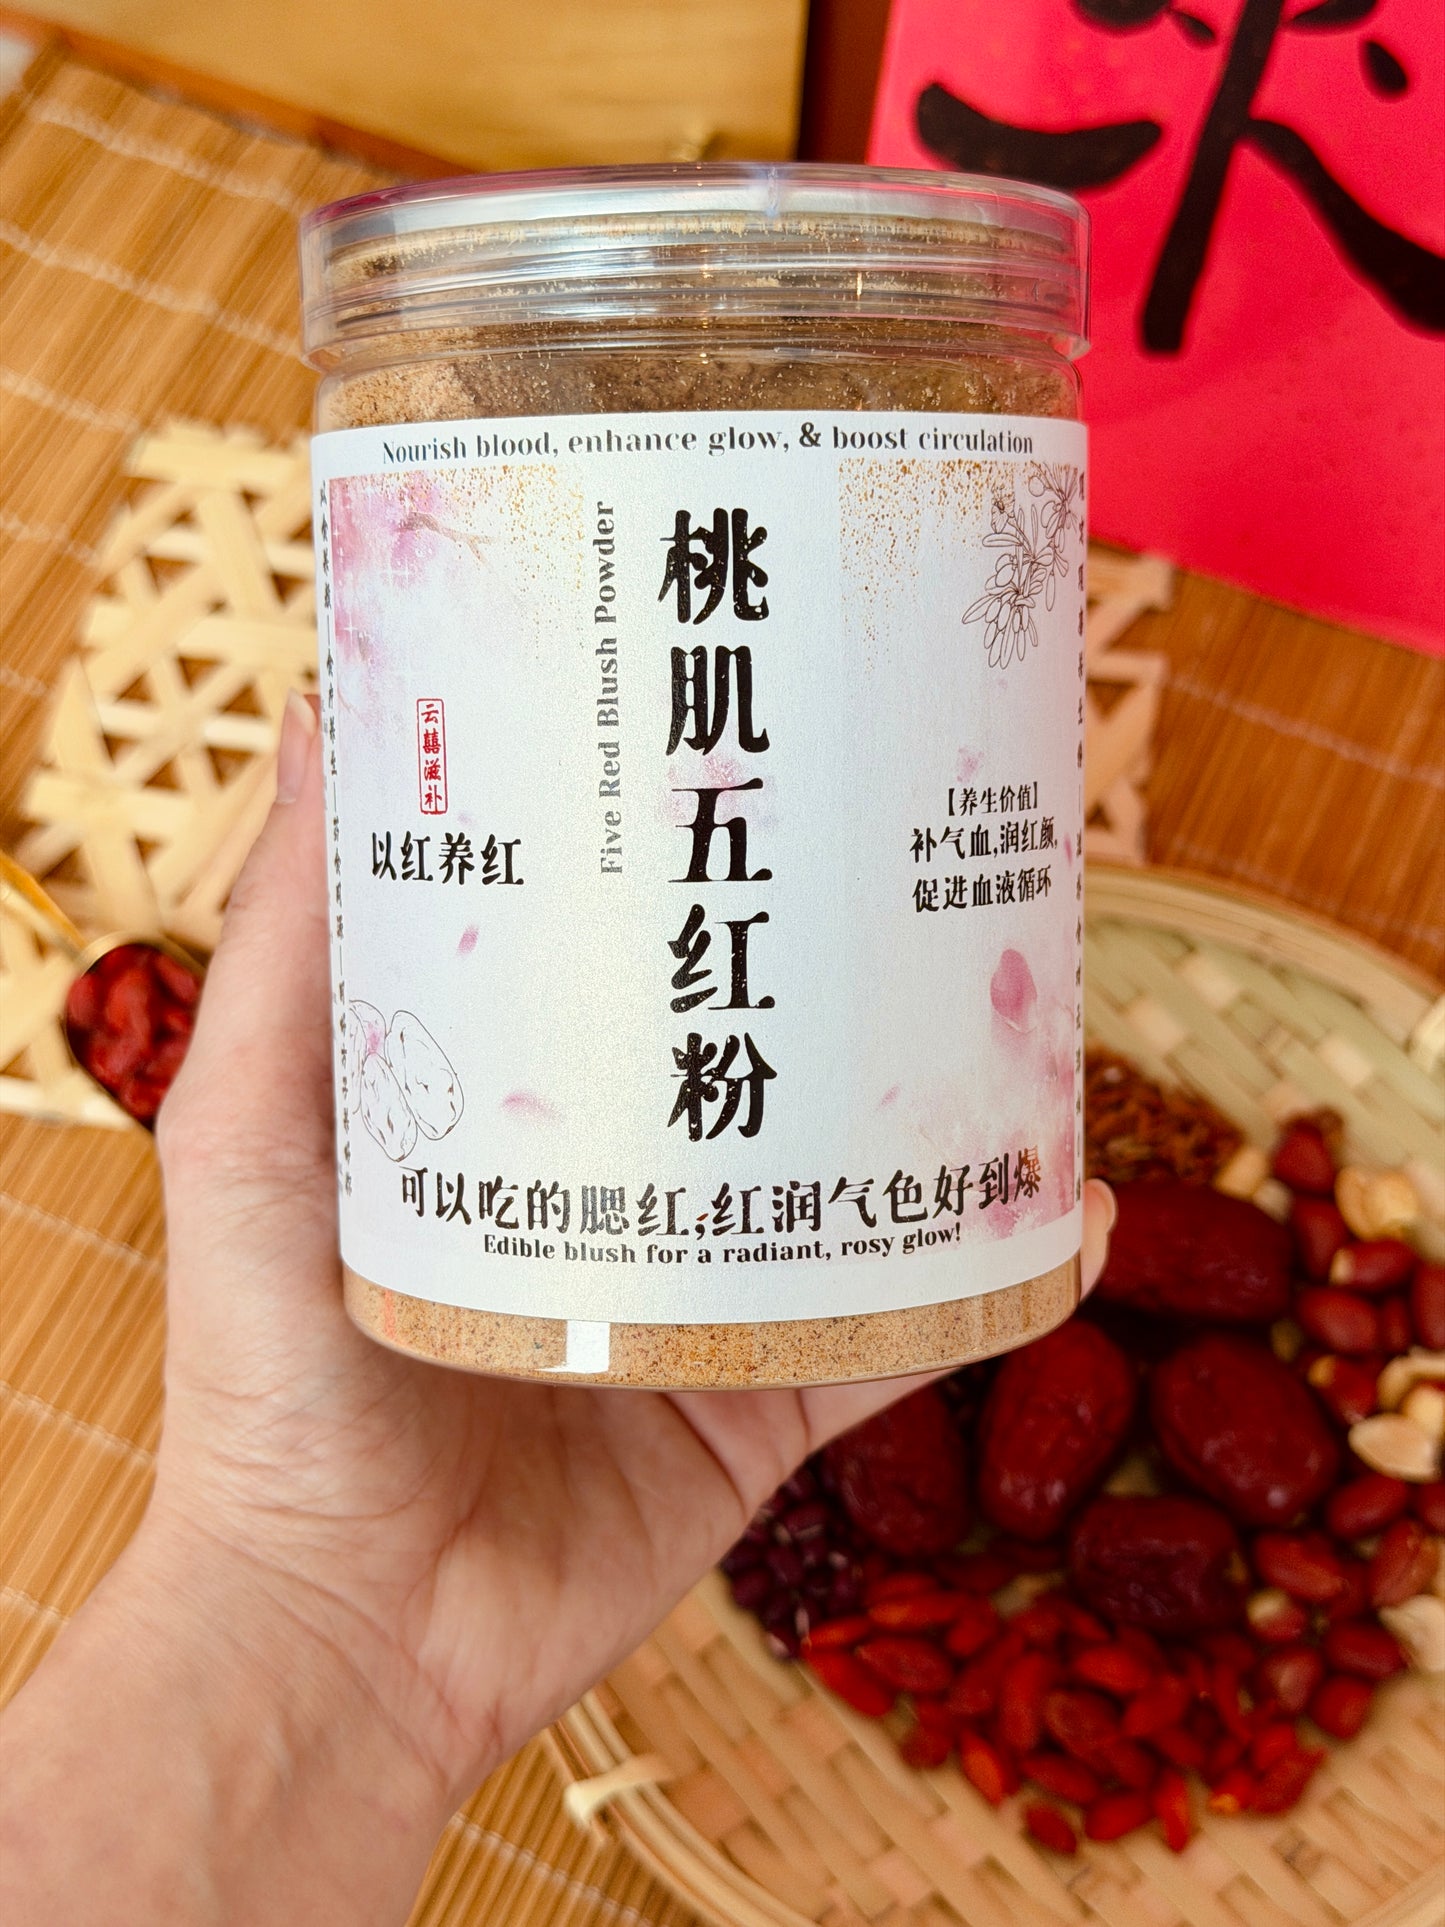 Nourish blood, enhance glow, & boost circulation
桃肌五红粉
Five Red Blush Powder
云囍滋补
以红养红
【养生价值】
补气血,润红颜,
促进血液循环
可以吃的腮红,红润气色好到爆
Edible blush for a radiant, rosy glow!